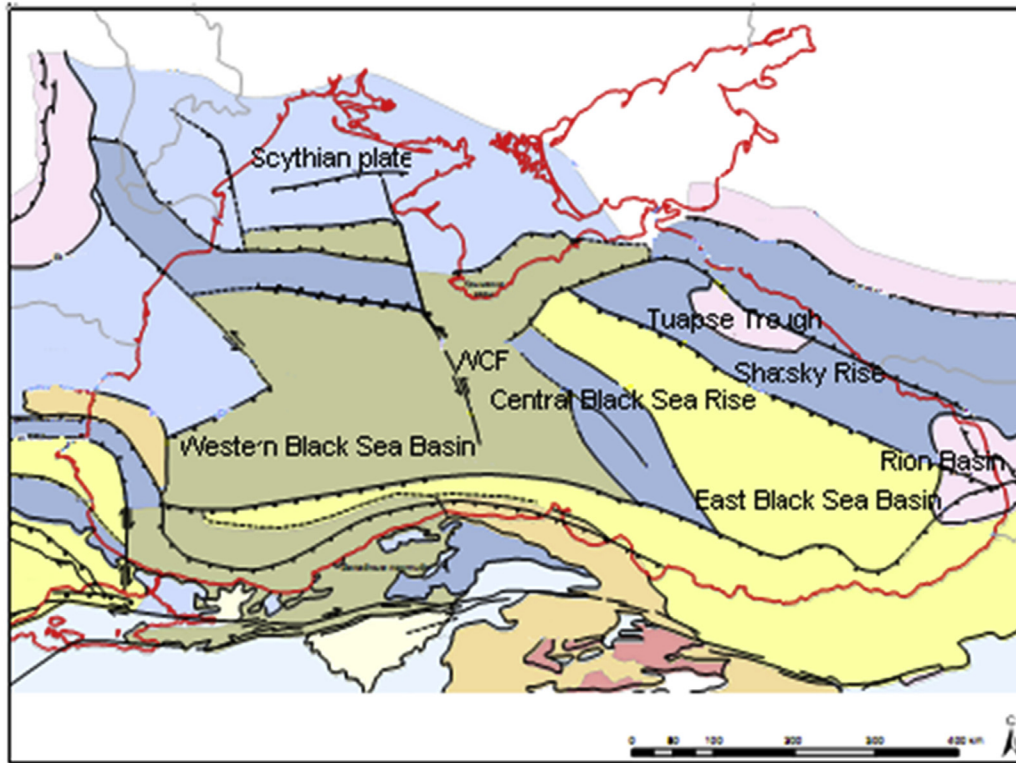 Scythian plate
Tuapse Trough
WCF
Shatsky Rise
Central Black Sea Rise
Western Black Sea Basin
Rion Basin
East Black Sea Basin
0 50 100 200 300 400 km